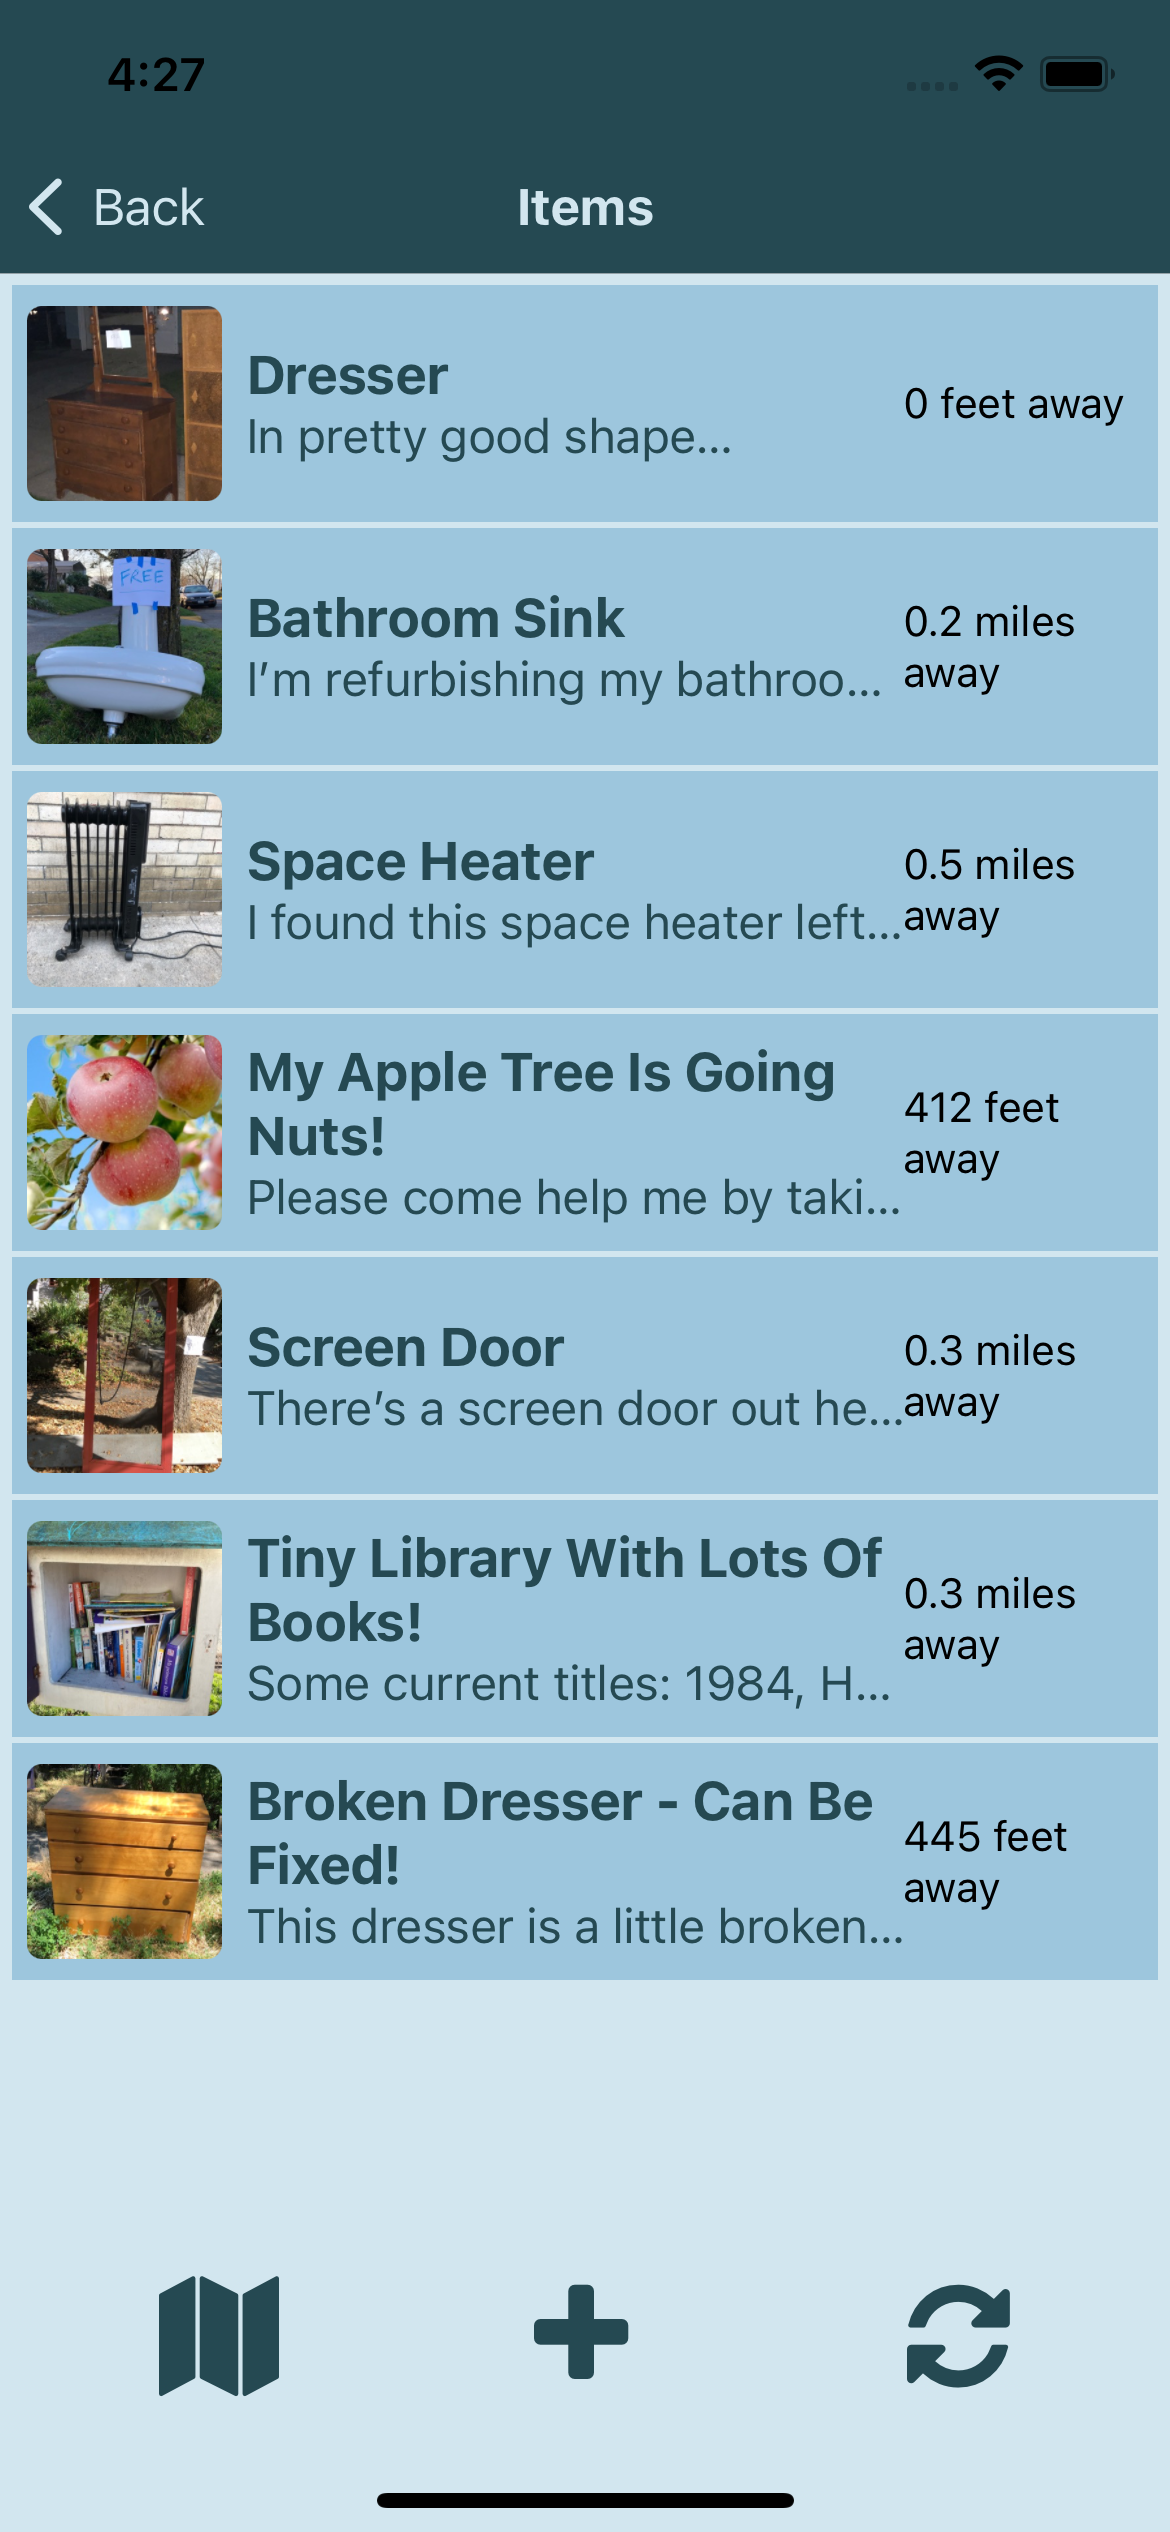 4:27
Back
Items
Dresser
In pretty good shape...
0 feet away
FREE
Bathroom Sink
I’m refurbishing my bathroo...
0.2 miles
away
Space Heater
I found this space heater left...
0.5 miles
away
My Apple Tree Is Going
Nuts!
Please come help me by taki...
412 feet
away
Screen Door
There’s a screen door out he...
0.3 miles
away
Tiny Library With Lots Of
Books!
Some current titles: 1984, H...
0.3 miles
away
Broken Dresser - Can Be
Fixed!
This dresser is a little broken...
445 feet
away